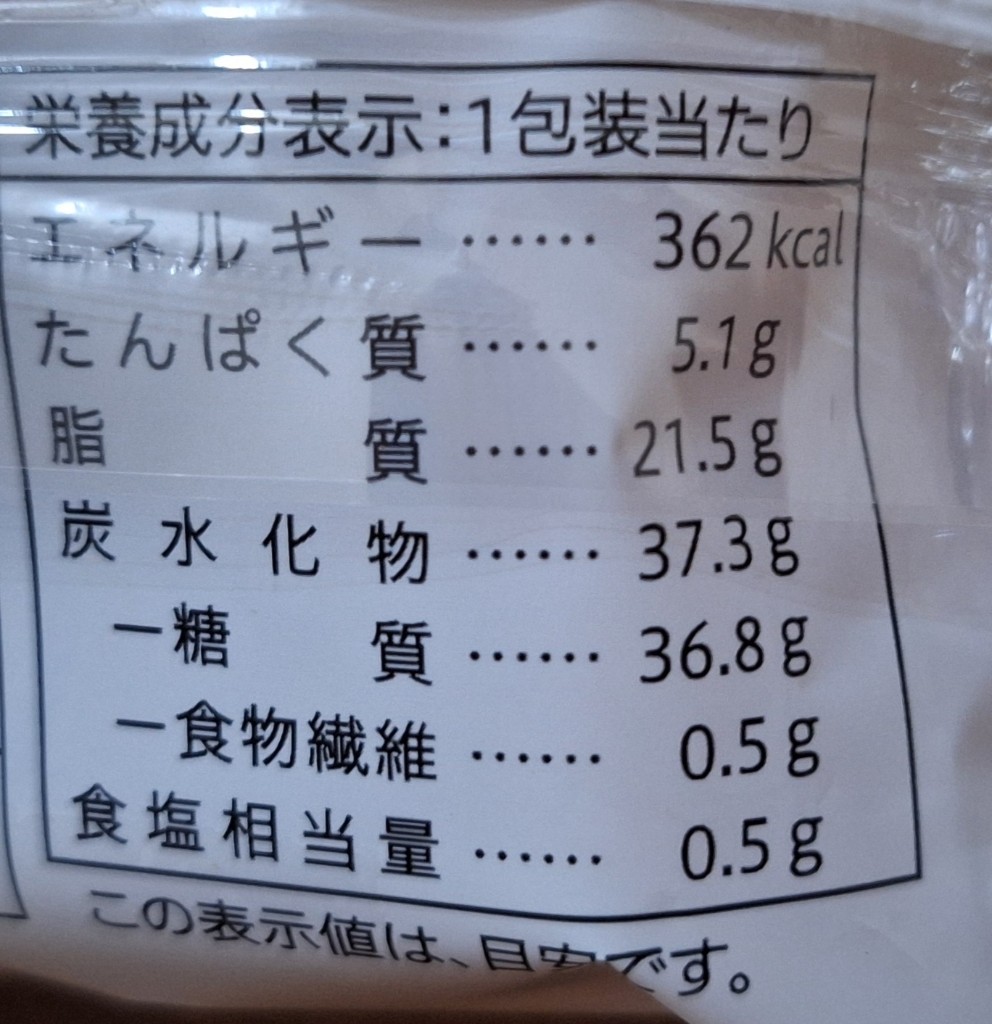 栄養成分表示:1包装当たり
エネルギー …… 362kcal
たんぱく質 …… 5.1g
脂質 …… 21.5g
炭水化物 …… 37.3g
ー糖質 …… 36.8g
ー食物繊維 …… 0.5g
食塩相当量 …… 0.5g
この表示値は、目安です。